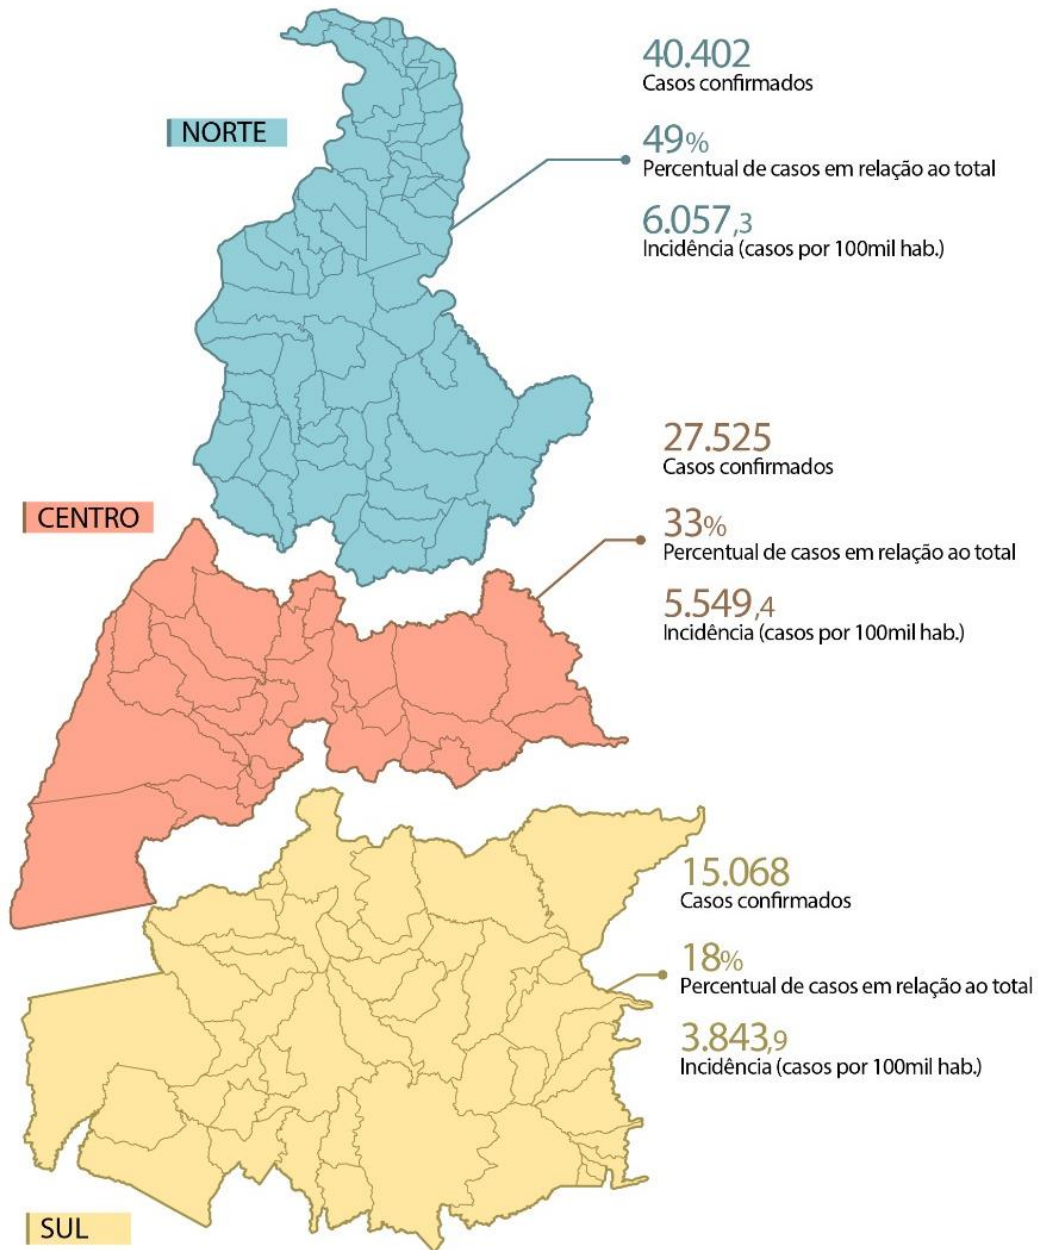 NORTE
40.402
Casos confirmados
49%
Percentual de casos em relação ao total
6.057,3
Incidência (casos por 100mil hab.)
CENTRO
27.525
Casos confirmados
33%
Percentual de casos em relação ao total
5.549,4
Incidência (casos por 100mil hab.)
15.068
Casos confirmados
18%
Percentual de casos em relação ao total
3.843,9
Incidência (casos por 100mil hab.)
SUL